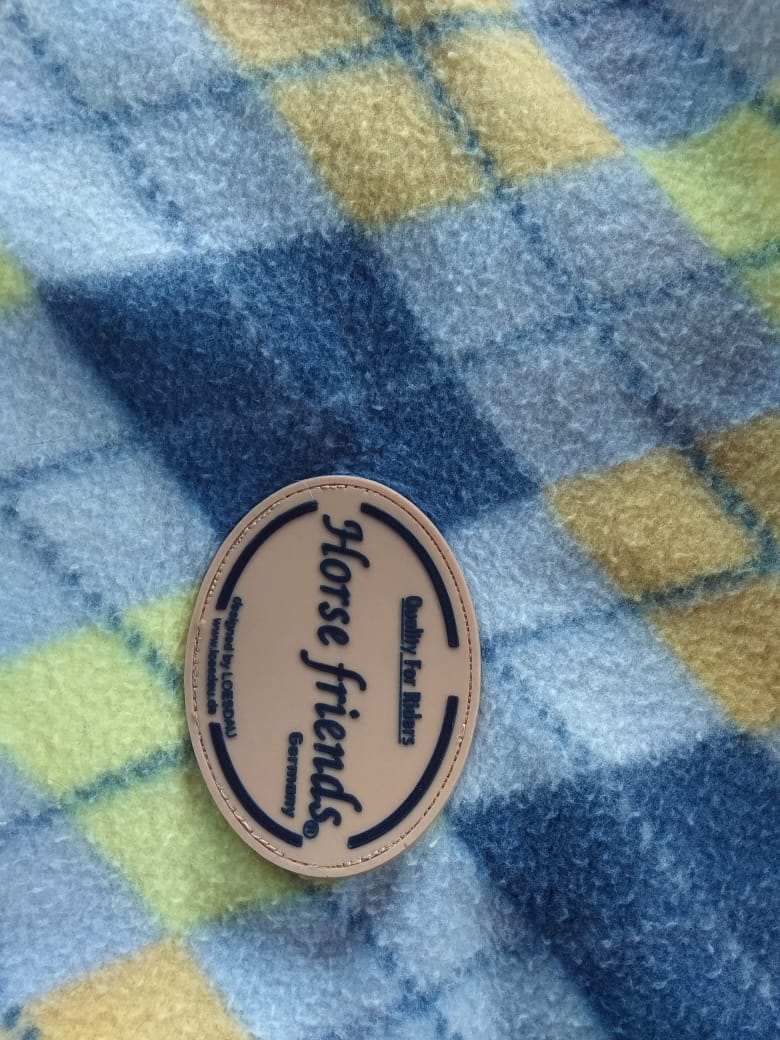 Quality For Riders
Horse friends®
Germany
designed by LOESDAU
www.loesdau.de